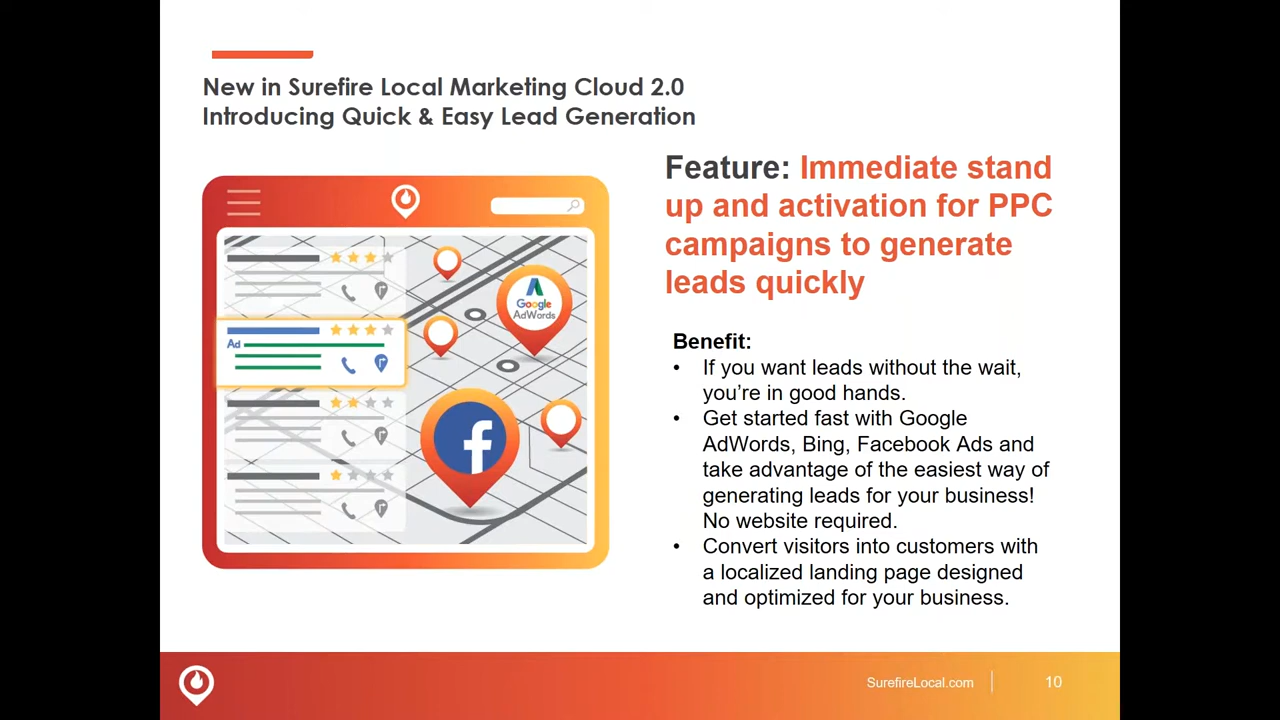 New in Surefire Local Marketing Cloud 2.0
Introducing Quick & Easy Lead Generation
Feature: Immediate stand
up and activation for PPC
campaigns to generate
leads quickly
Google
AdWords
Ad
Benefit:
• If you want leads without the wait,
you’re in good hands.
• Get started fast with Google
AdWords, Bing, Facebook Ads and
take advantage of the easiest way of
generating leads for your business!
No website required.
• Convert visitors into customers with
a localized landing page designed
and optimized for your business.
SurefireLocal.com
10